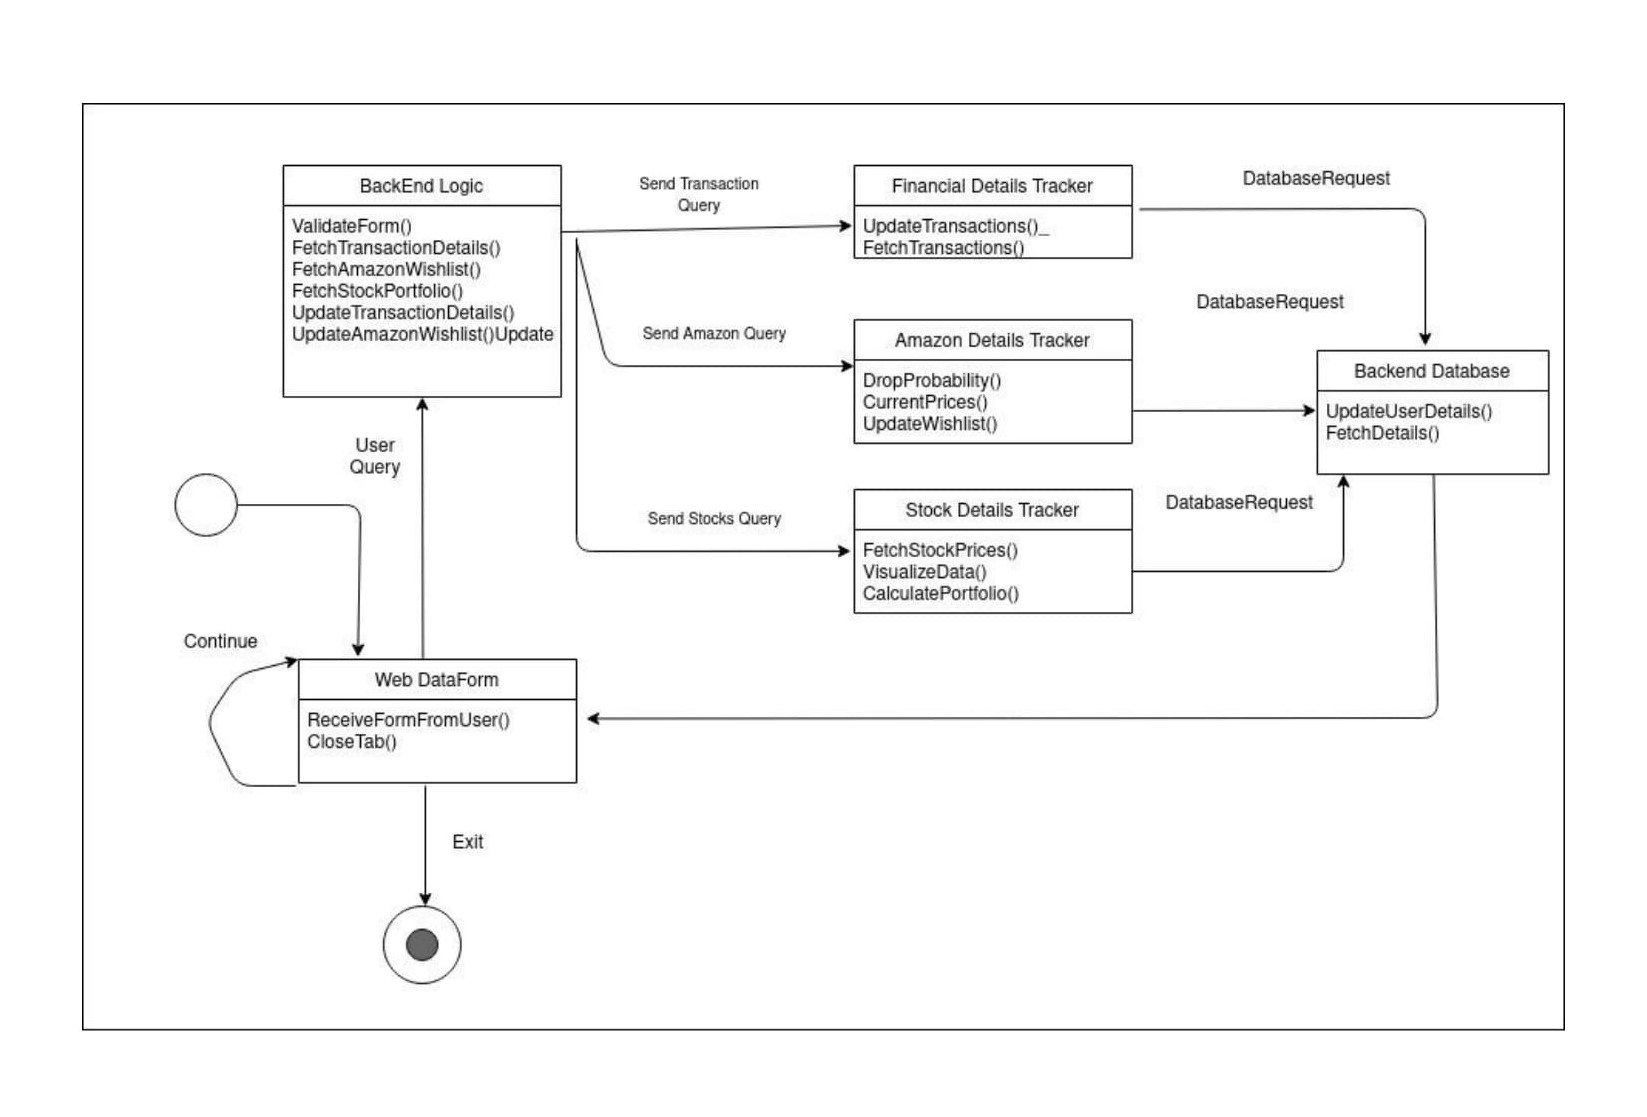 BackEnd Logic
ValidateForm()
FetchTransactionDetails()
FetchAmazonWishlist()
FetchStockPortfolio()
UpdateTransactionDetails()
UpdateAmazonWishlist()Update
Send Transaction
Query
Financial Details Tracker
UpdateTransactions()_
FetchTransactions()
DatabaseRequest
Send Amazon Query
Amazon Details Tracker
DropProbability()
CurrentPrices()
UpdateWishlist()
DatabaseRequest
Backend Database
UpdateUserDetails()
FetchDetails()
User
Query
Send Stocks Query
Stock Details Tracker
FetchStockPrices()
VisualizeData()
CalculatePortfolio()
DatabaseRequest
Continue
Web DataForm
ReceiveFormFromUser()
CloseTab()
Exit